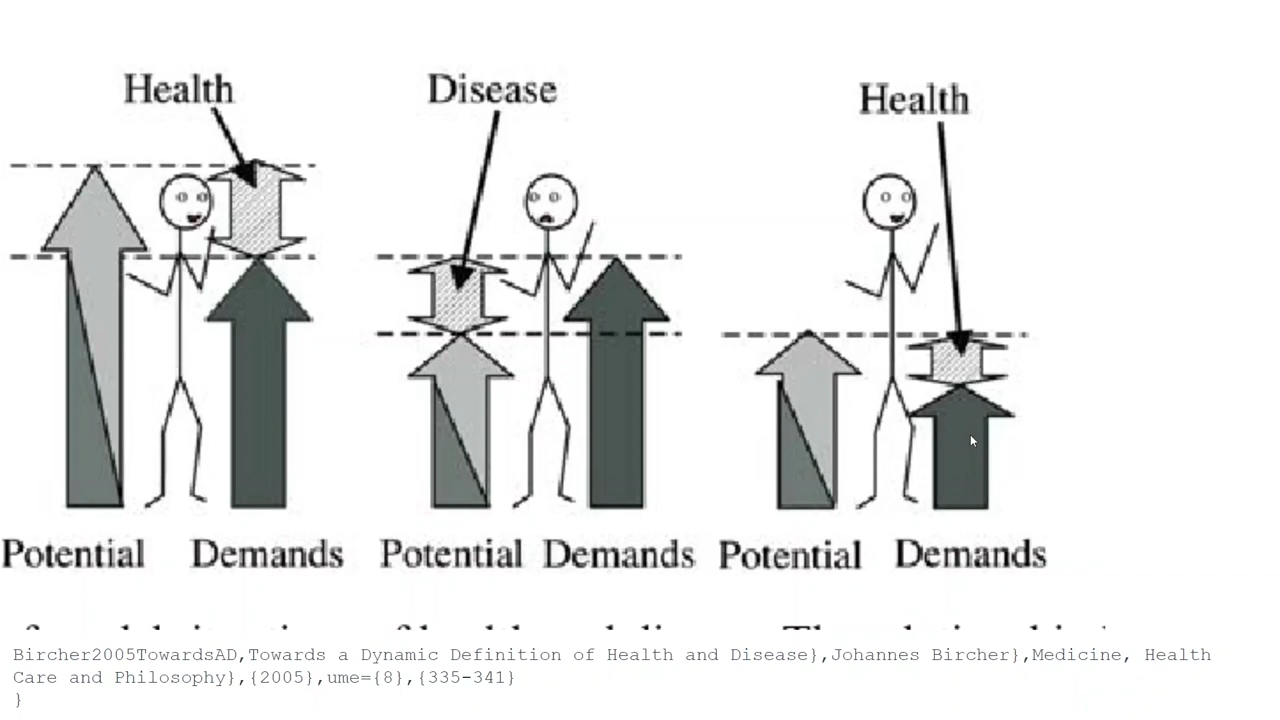 Health Disease Health
Potential Demands Potential Demands Potential Demands
Bircher2005TowardsAD,Towards a Dynamic Definition of Health and Disease},Johannes Bircher},Medicine, Health
Care and Philosophy},{2005},ume={8},{335-341}
}